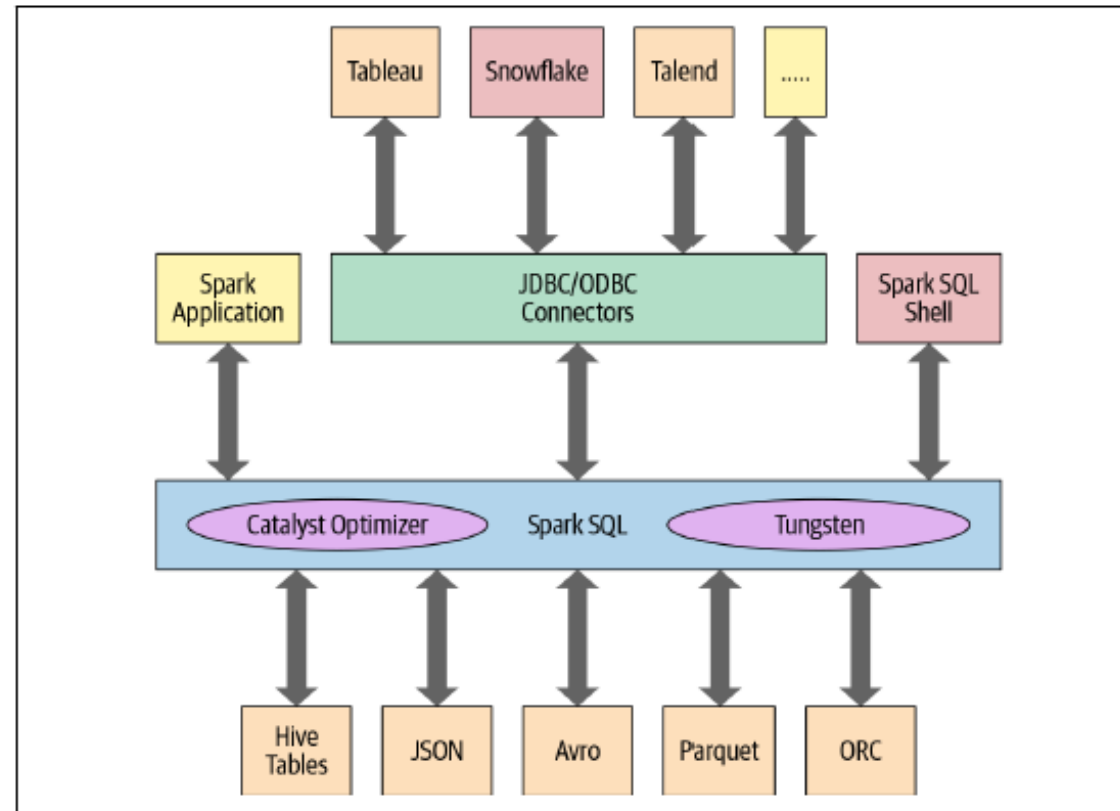 Tableau
Snowflake
Talend
.....
Spark
Application
JDBC/ODBC
Connectors
Spark SQL
Shell
Catalyst Optimizer
Spark SQL
Tungsten
Hive
Tables
JSON
Avro
Parquet
ORC